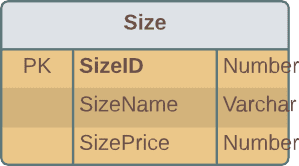 Size
PK SizeID Number
SizeName Varchar
SizePrice Number